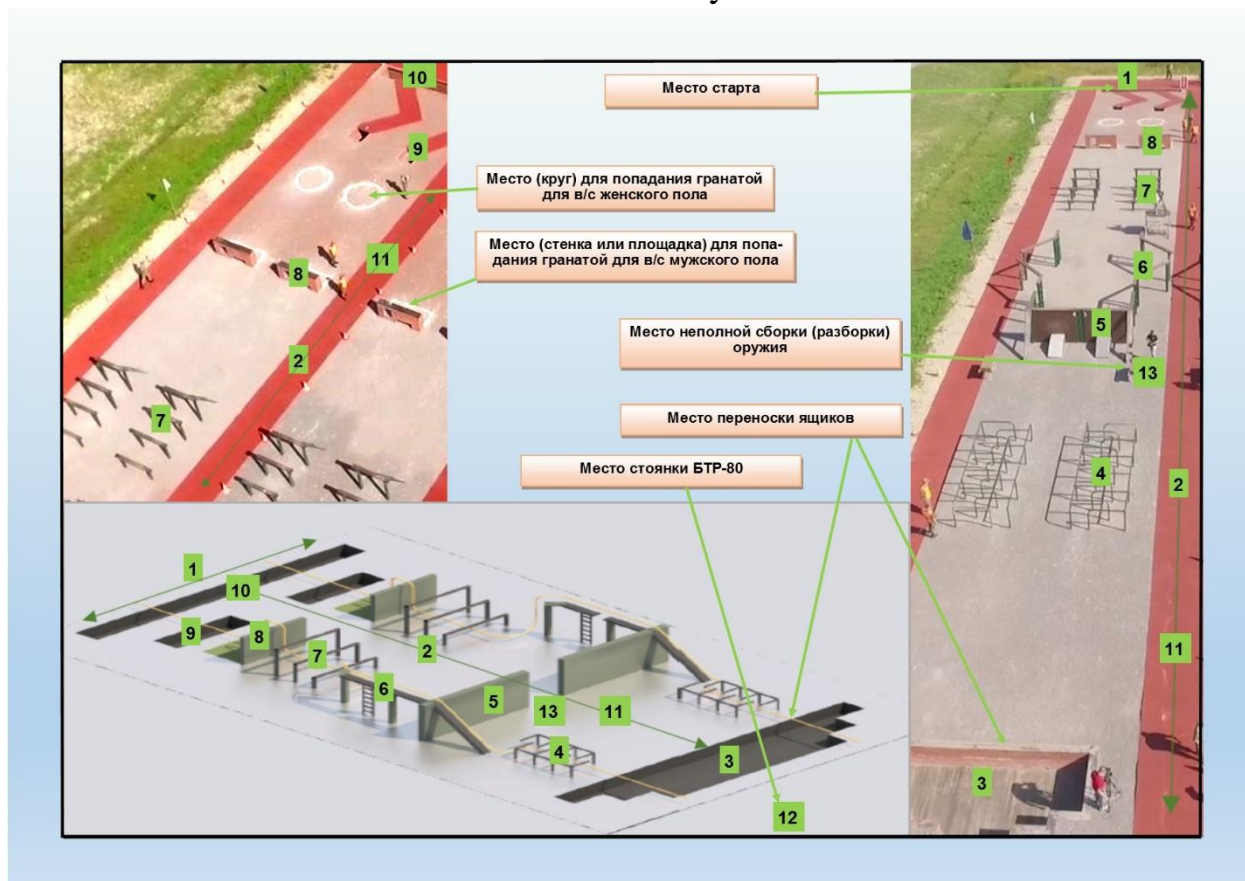 у
10
9
8
11
2
7
Место старта
Место (круг) для попадания гранатой
для в/с женского пола
Место (стенка или площадка) для попа-
дания гранатой для в/с мужского пола
Место неполной сборки (разборки)
оружия
Место переноски ящиков
Место стоянки БТР-80
1
8
7
6
5
13
4
2
11
3
1
10
9
8
7
2
6
5
13
11
4
3
12